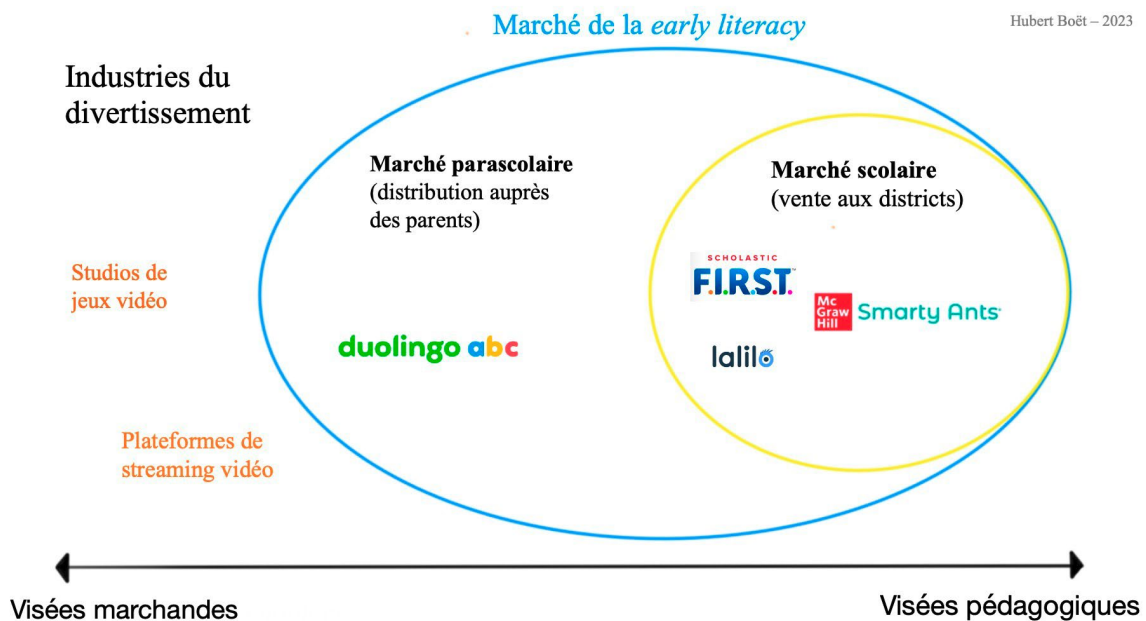 Marché de la early literacy
Hubert Boët – 2023
Industries du
divertissement
Marché parascolaire
(distribution auprès
des parents)
Marché scolaire
(vente aux districts)
Studios de
jeux vidéo
SCHOLASTIC
F.I.R.S.T.™
Mc
Graw
Hill
Smarty Ants
duolingo abc
lalilo
Plateformes de
streaming vidéo
Visées marchandes
Visées pédagogiques